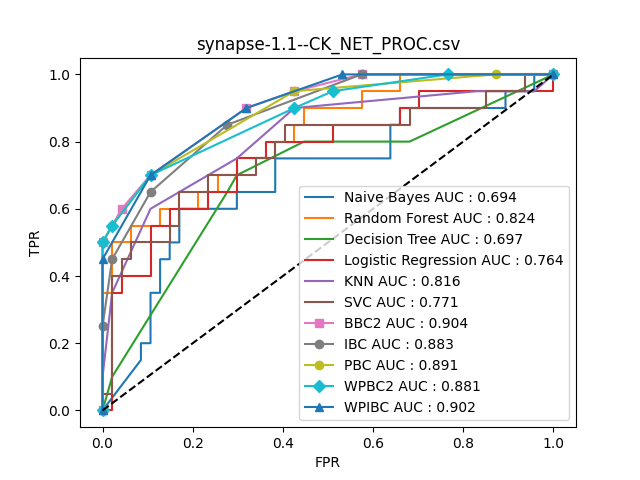 synapse-1.1--CK_NET_PROC.csv
1.0
0.8
0.6
0.4
0.2
0.0
TPR
Naive Bayes AUC : 0.694
Random Forest AUC : 0.824
Decision Tree AUC : 0.697
Logistic Regression AUC : 0.764
KNN AUC : 0.816
SVC AUC : 0.771
BBC2 AUC : 0.904
IBC AUC : 0.883
PBC AUC : 0.891
WPBC2 AUC : 0.881
WPIBC AUC : 0.902
0.0 0.2 0.4 0.6 0.8 1.0
FPR